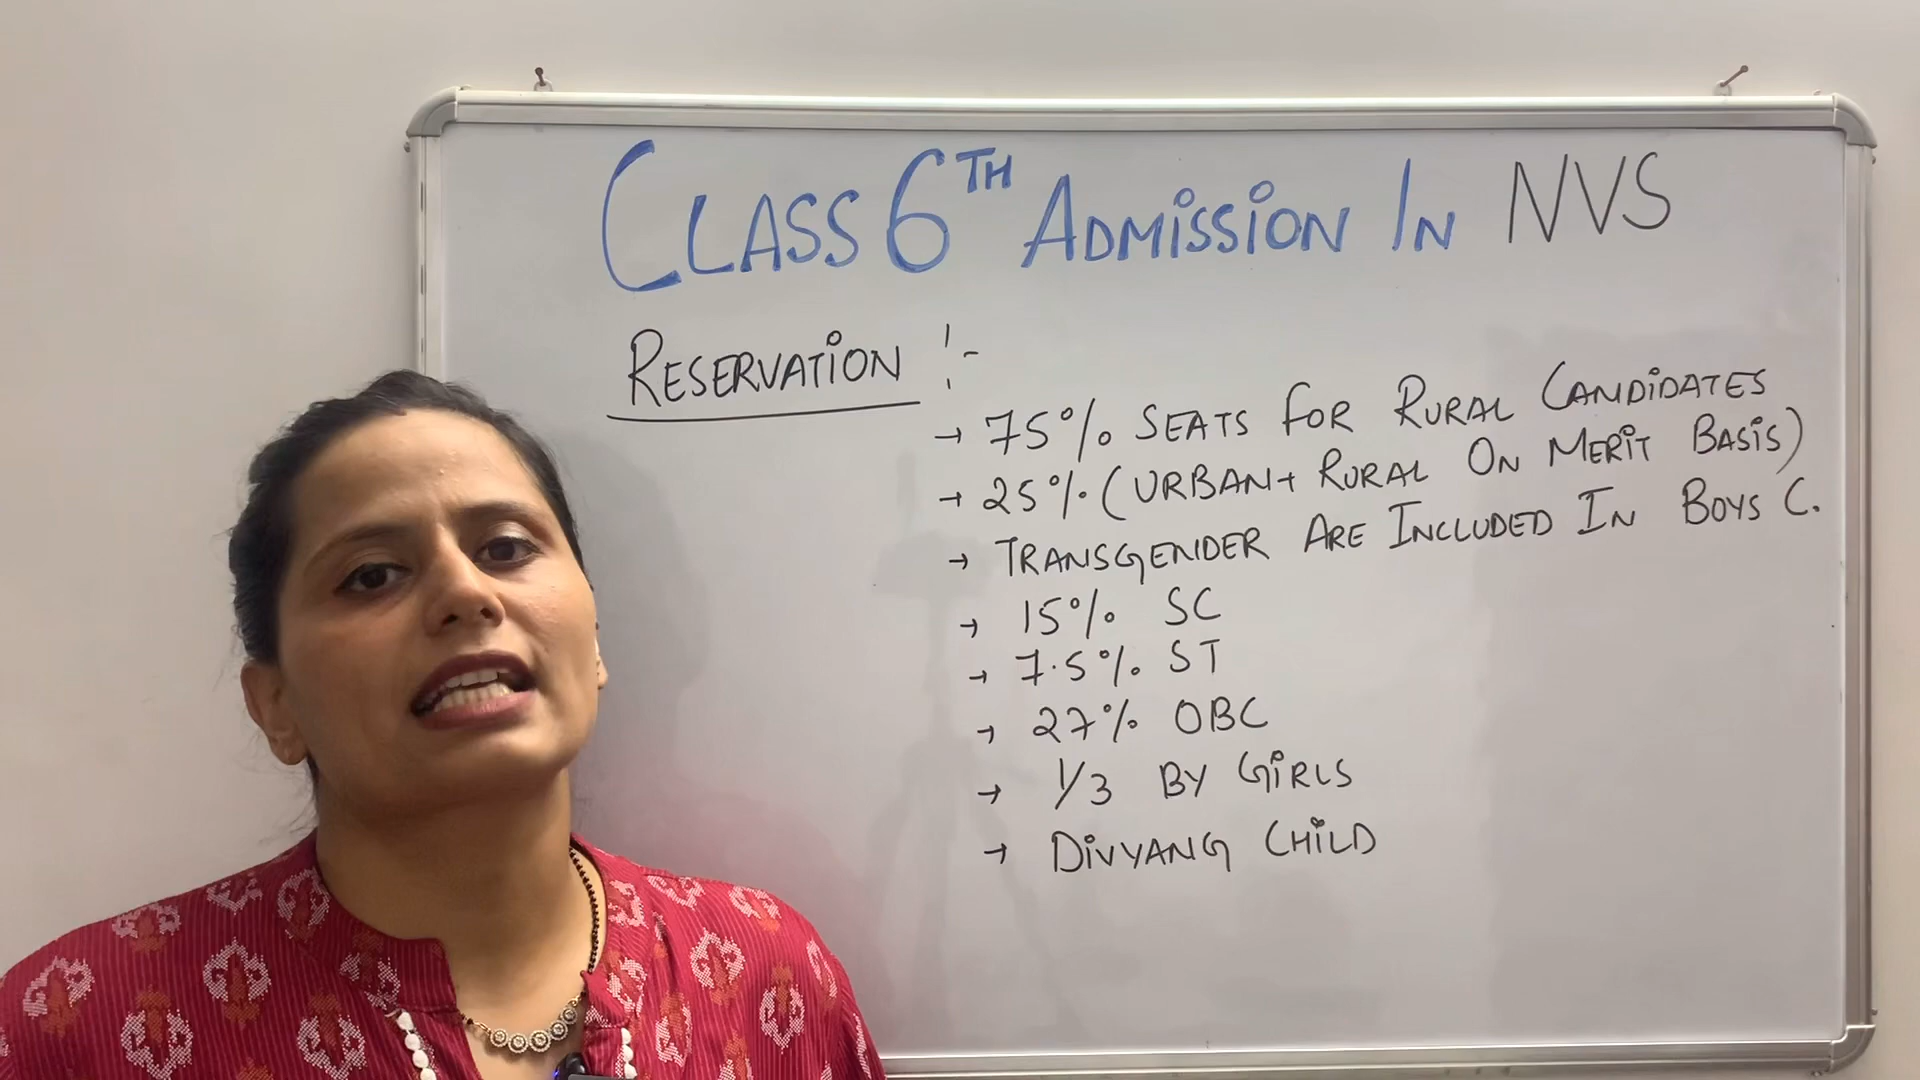 CLASS 6TH ADMISSION IN NVS
RESERVATION :-
→ 75% SEATS FOR RURAL CANDIDATES
→ 25% (URBAN + RURAL ON MERIT BASIS)
→ TRANSGENDER ARE INCLUDED IN BOYS C.
→ 15% SC
→ 7.5% ST
→ 27% OBC
→ 1/3 BY GIRLS
→ DIVYANG CHILD